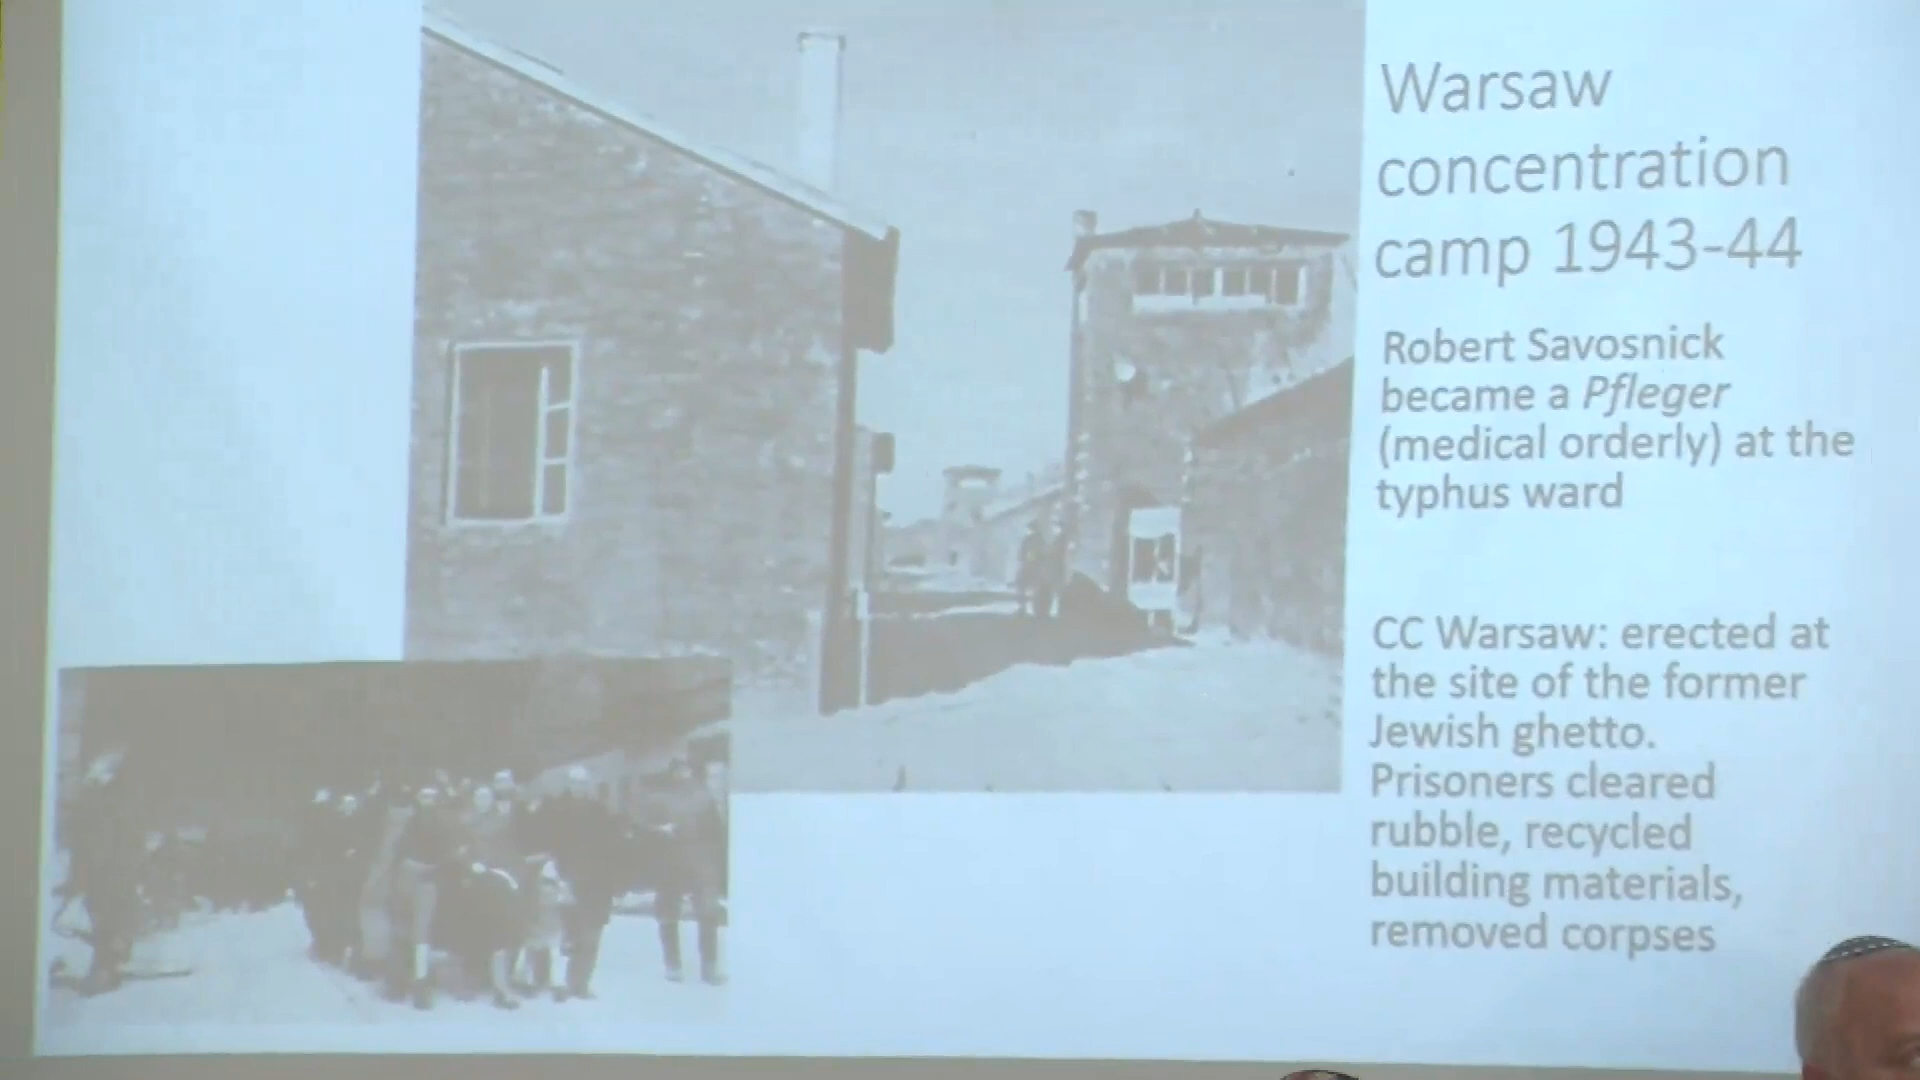 Warsaw
concentration
camp 1943-44
Robert Savosnick
became a Pfleger
(medical orderly) at the
typhus ward
CC Warsaw: erected at
the site of the former
Jewish ghetto.
Prisoners cleared
rubble, recycled
building materials,
removed corpses